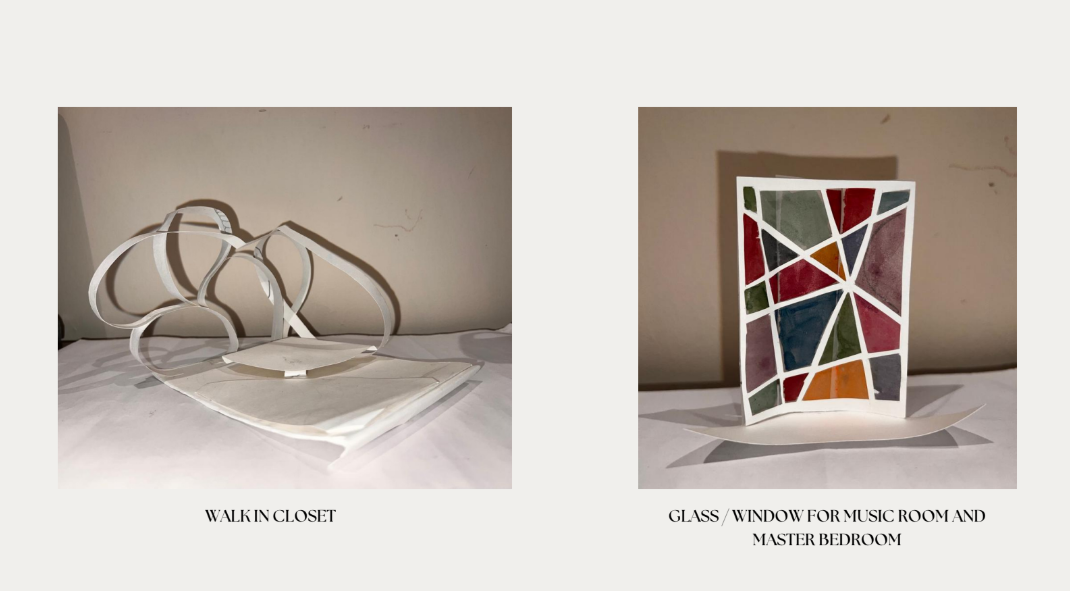 WALK IN CLOSET
GLASS / WINDOW FOR MUSIC ROOM AND
MASTER BEDROOM